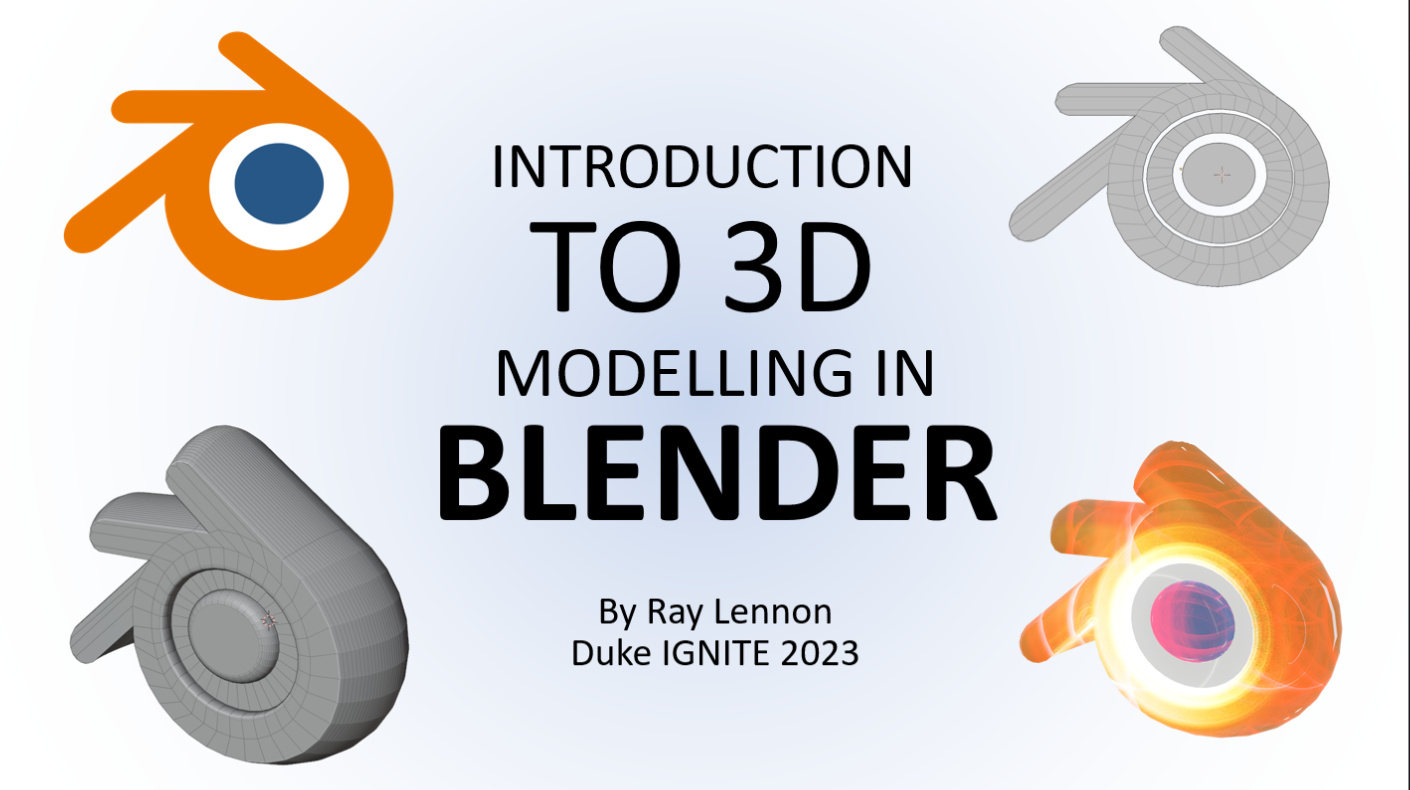 INTRODUCTION
TO 3D
MODELLING IN
BLENDER
By Ray Lennon
Duke IGNITE 2023